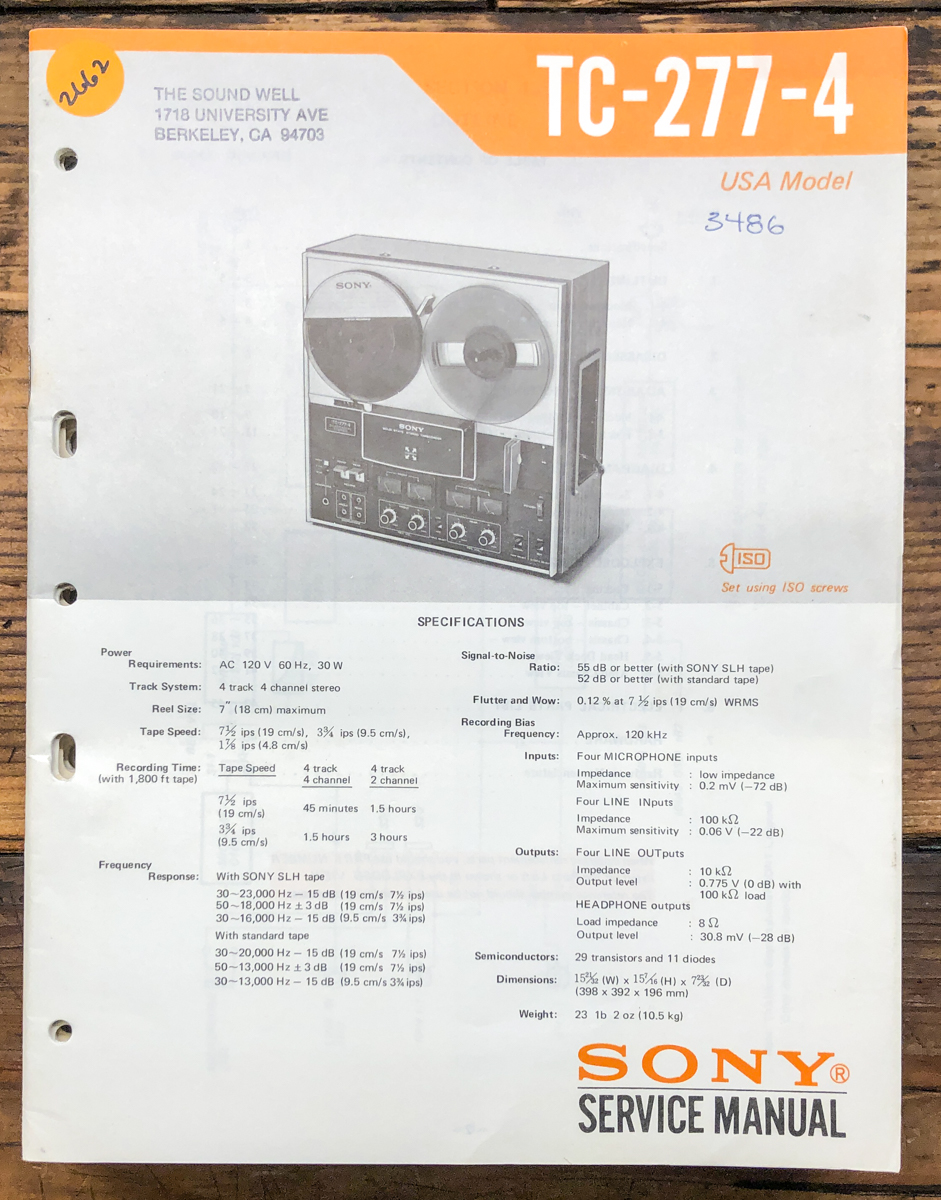 2662
THE SOUND WELL
1718 UNIVERSITY AVE
BERKELEY, CA 94703
TC-277-4
USA Model
3486
SONY
TC-277-4
SONY
ISO
Set using ISO screws
SPECIFICATIONS
Power
Requirements: AC 120 V 60 Hz, 30 W
Track System: 4 track 4 channel stereo
Reel Size: 7″ (18 cm) maximum
Tape Speed: 7½ ips (19 cm/s), 3¾ ips (9.5 cm/s),
1⅞ ips (4.8 cm/s)
Recording Time: Tape Speed 4 track 4 track
(with 1,800 ft tape) 4 channel 2 channel
7½ ips
(19 cm/s) 45 minutes 1.5 hours
3¾ ips
(9.5 cm/s) 1.5 hours 3 hours
Frequency
Response: With SONY SLH tape
30~23,000 Hz – 15 dB (19 cm/s 7½ ips)
50~18,000 Hz ± 3 dB (19 cm/s 7½ ips)
30~16,000 Hz – 15 dB (9.5 cm/s 3¾ ips)
With standard tape
30~20,000 Hz – 15 dB (19 cm/s 7½ ips)
50~13,000 Hz ± 3 dB (19 cm/s 7½ ips)
30~13,000 Hz – 15 dB (9.5 cm/s 3¾ ips)
Signal-to-Noise
Ratio: 55 dB or better (with SONY SLH tape)
52 dB or better (with standard tape)
Flutter and Wow: 0.12 % at 7 ½ ips (19 cm/s) WRMS
Recording Bias
Frequency: Approx. 120 kHz
Inputs: Four MICROPHONE inputs
Impedance : low impedance
Maximum sensitivity : 0.2 mV (–72 dB)
Four LINE INputs
Impedance : 100 kΩ
Maximum sensitivity : 0.06 V (–22 dB)
Outputs: Four LINE OUTputs
Impedance : 10 kΩ
Output level : 0.775 V (0 dB) with
100 kΩ load
HEADPHONE outputs
Load impedance : 8 Ω
Output level : 30.8 mV (–28 dB)
Semiconductors: 29 transistors and 11 diodes
Dimensions: 15 21/32 (W) x 15 7/16 (H) x 7 23/32 (D)
(398 x 392 x 196 mm)
Weight: 23 lb 2 oz (10.5 kg)
SONY®
SERVICE MANUAL